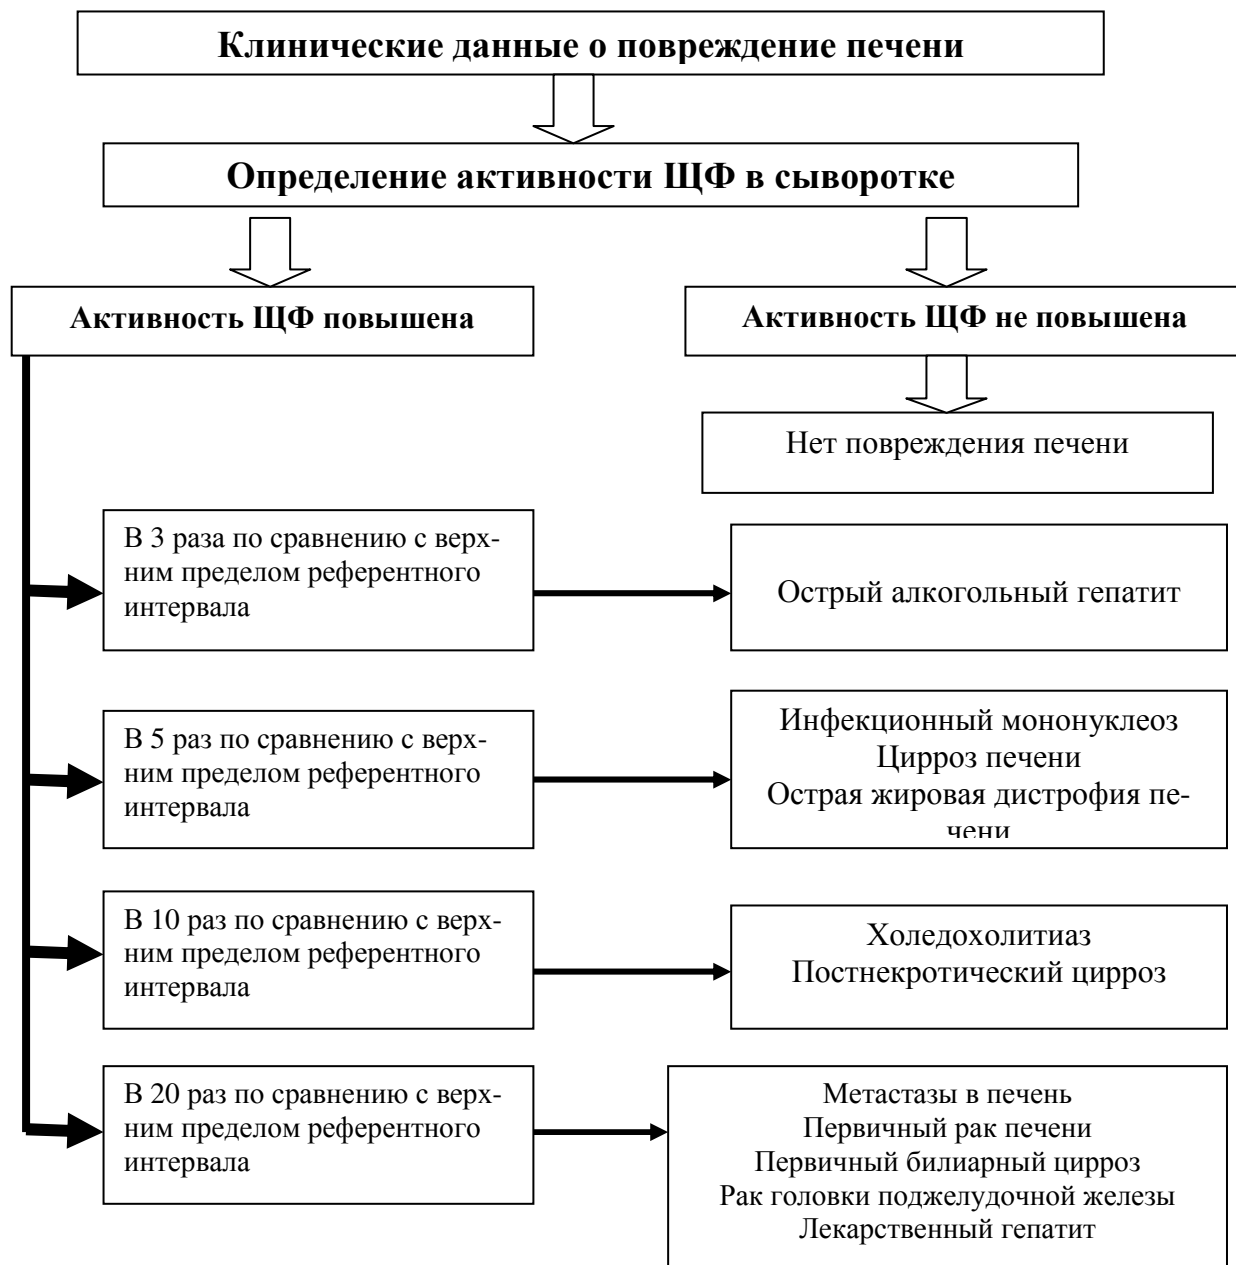 Клинические данные о повреждение печени
Определение активности ЩФ в сыворотке
Активность ЩФ повышена
Активность ЩФ не повышена
Нет повреждения печени
В 3 раза по сравнению с верх-
ним пределом референтного
интервала
Острый алкогольный гепатит
В 5 раз по сравнению с верх-
ним пределом референтного
интервала
Инфекционный мононуклеоз
Цирроз печени
Острая жировая дистрофия пе-
чени
В 10 раз по сравнению с верх-
ним пределом референтного
интервала
Холедохолитиаз
Постнекротический цирроз
В 20 раз по сравнению с верх-
ним пределом референтного
интервала
Метастазы в печень
Первичный рак печени
Первичный билиарный цирроз
Рак головки поджелудочной железы
Лекарственный гепатит